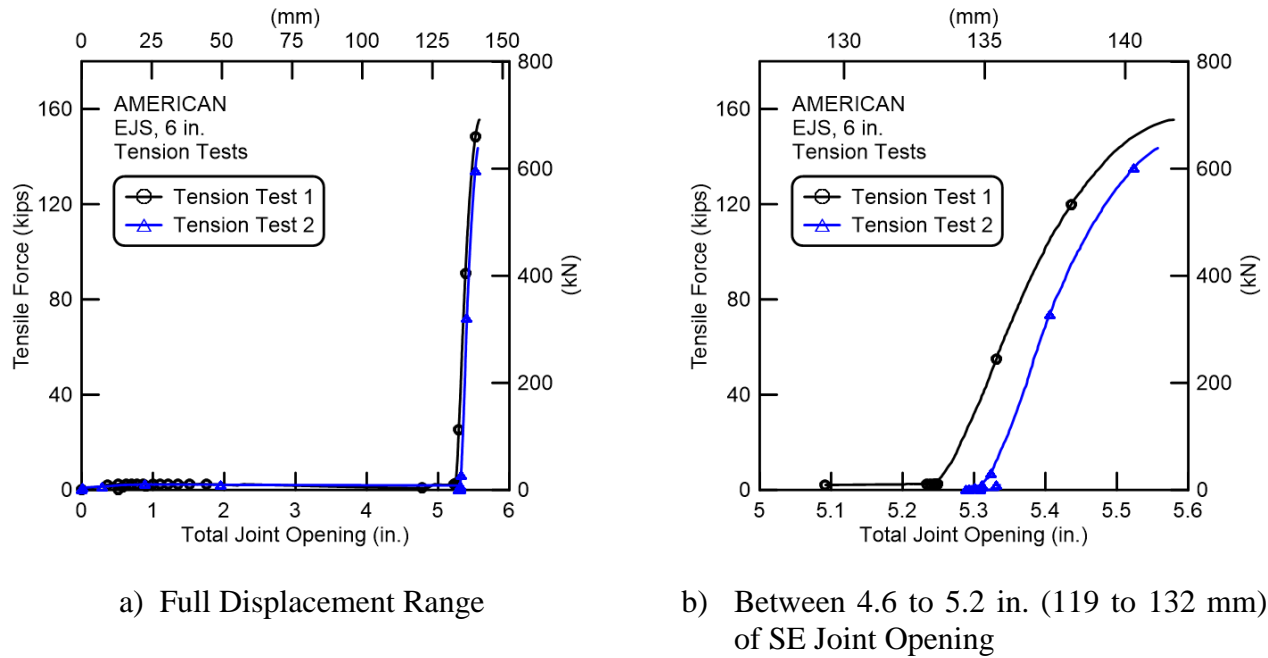 (mm)
0 25 50 75 100 125 150
AMERICAN
EJS, 6 in.
Tension Tests
Tension Test 1
Tension Test 2
Tensile Force (kips)
160
120
80
40
0
800
600
400
200
0
(kN)
0 1 2 3 4 5 6
Total Joint Opening (in.)
a) Full Displacement Range
(mm)
130 135 140
AMERICAN
EJS, 6 in.
Tension Tests
Tension Test 1
Tension Test 2
Tensile Force (kips)
160
120
80
40
0
800
600
400
200
0
(kN)
5 5.1 5.2 5.3 5.4 5.5 5.6
Total Joint Opening (in.)
b) Between 4.6 to 5.2 in. (119 to 132 mm)
of SE Joint Opening